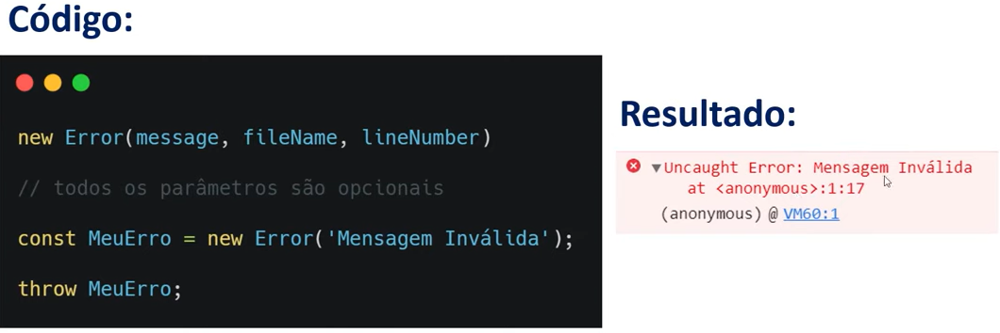 Código:
new Error(message, fileName, lineNumber)
// todos os parâmetros são opcionais
const MeuErro = new Error('Mensagem Inválida');
throw MeuErro;
Resultado:
▼Uncaught Error: Mensagem Inválida
at <anonymous>:1:17
(anonymous) @ VM60:1